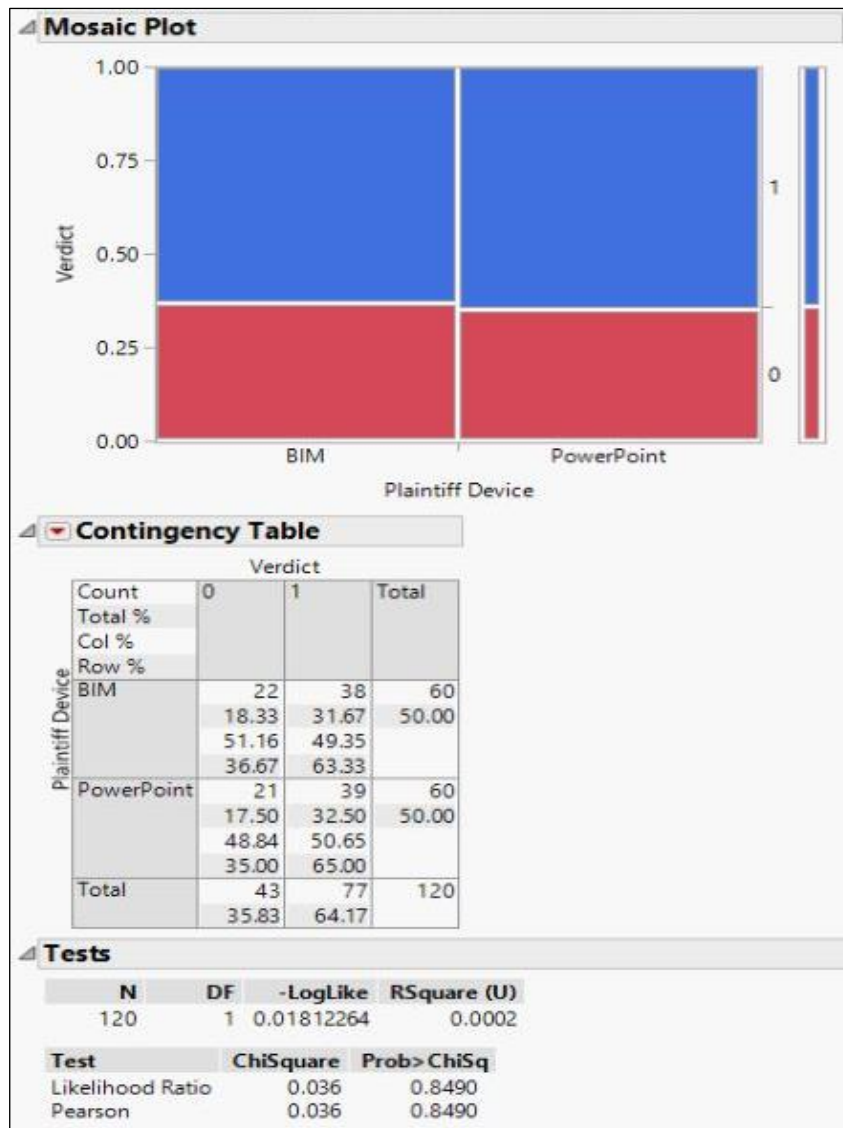 Mosaic Plot
1.00
0.75
0.50
0.25
0.00
Verdict
1
0
BIM PowerPoint
Plaintiff Device
Contingency Table
Verdict
Plaintiff Device
Count 0 1 Total
Total %
Col %
Row %
BIM 22 38 60
18.33 31.67 50.00
51.16 49.35
36.67 63.33
PowerPoint 21 39 60
17.50 32.50 50.00
48.84 50.65
35.00 65.00
Total 43 77 120
35.83 64.17
Tests
N DF -LogLike RSquare (U)
120 1 0.01812264 0.0002
Test ChiSquare Prob>ChiSq
Likelihood Ratio 0.036 0.8490
Pearson 0.036 0.8490